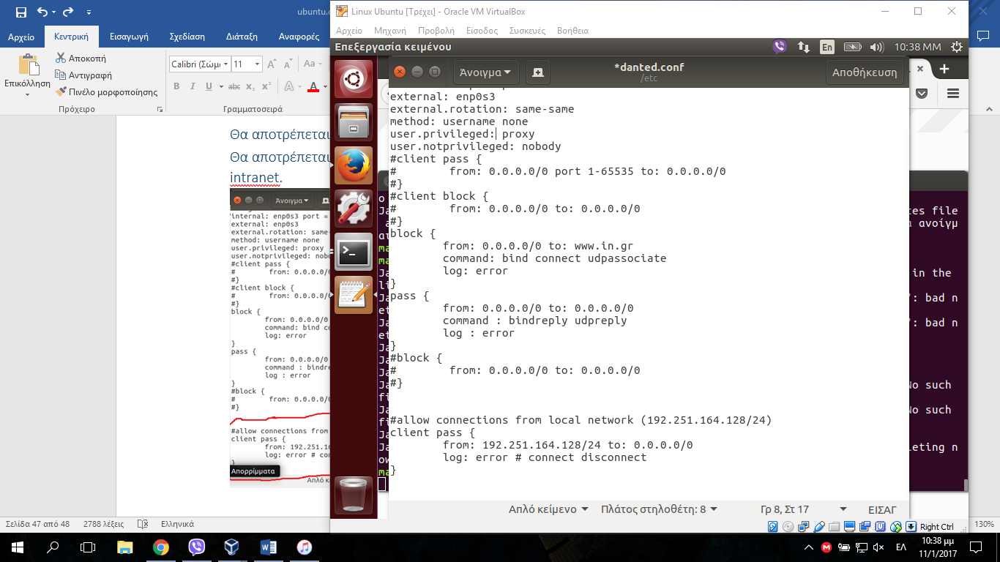 ubuntu.
Αρχείο Κεντρική Εισαγωγή Σχεδίαση Διάταξη Αναφορές
Επικόλληση
Αποκοπή
Αντιγραφή
Πινέλο μορφοποίησης
Πρόχειρο
Calibri (Σώμα 11
B I U abc x₂ x²
Γραμματοσειρά
Θα αποτρέπεται
Θα αποτρέπεται
intranet.
Άνοιγμα
internal: enp0s3 port =
external: enp0s3
external.rotation: same-
method: username none
user.privileged: proxy
user.notprivileged: nobo
#client pass {
# from: 0.0.0.0/
#}
#client block {
# from: 0.0.0.0/
#}
block {
from: 0.0.0.0/0
command: bind co
log: error
}
pass {
from: 0.0.0.0/0
command : bindre
log : error
}
#block {
# from: 0.0.0.0/
#}
#allow connections from
client pass {
from: 192.251.16
log: error # con
}
Απορρίμματα
Απλό κε
Σελίδα 47 από 48 2788 λέξεις Ελληνικά
130%
Linux Ubuntu [Τρέχει] - Oracle VM VirtualBox
Αρχείο Μηχανή Προβολή Είσοδος Συσκευές Βοήθεια
Επεξεργασία κειμένου
En 10:38 ΜΜ
Άνοιγμα
*danted.conf
/etc
Αποθήκευση
external: enp0s3
external.rotation: same-same
method: username none
user.privileged: proxy
user.notprivileged: nobody
#client pass {
# from: 0.0.0.0/0 port 1-65535 to: 0.0.0.0/0
#}
#client block {
# from: 0.0.0.0/0 to: 0.0.0.0/0
#}
block {
from: 0.0.0.0/0 to: www.in.gr
command: bind connect udpassociate
log: error
}
pass {
from: 0.0.0.0/0 to: 0.0.0.0/0
command : bindreply udpreply
log : error
}
#block {
# from: 0.0.0.0/0 to: 0.0.0.0/0
#}
#allow connections from local network (192.251.164.128/24)
client pass {
from: 192.251.164.128/24 to: 0.0.0.0/0
log: error # connect disconnect
}
tes file
ανοίγμ
in the
': bad n
': bad n
No such
No such
leting n
Απλό κείμενο Πλάτος στηλοθέτη: 8 Γρ 8, Στ 17 ΕΙΣΑΓ
Right Ctrl
ΕΛ
10:38 μμ
11/1/2017